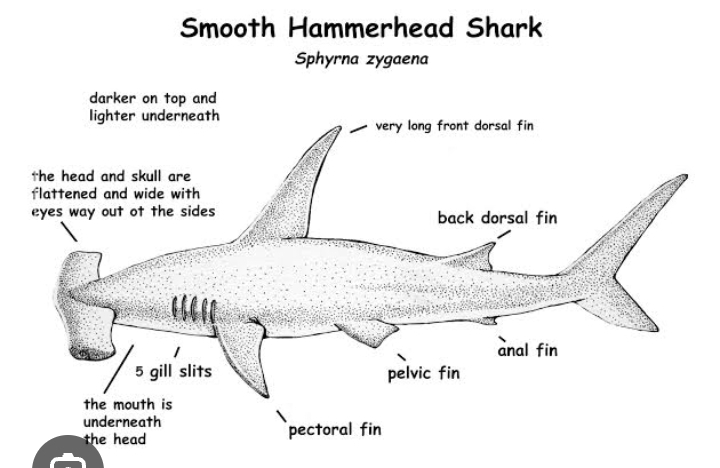 Smooth Hammerhead Shark
Sphyrna zygaena
darker on top and
lighter underneath
very long front dorsal fin
the head and skull are
flattened and wide with
eyes way out ot the sides
back dorsal fin
5 gill slits
anal fin
pelvic fin
the mouth is
underneath
the head
pectoral fin